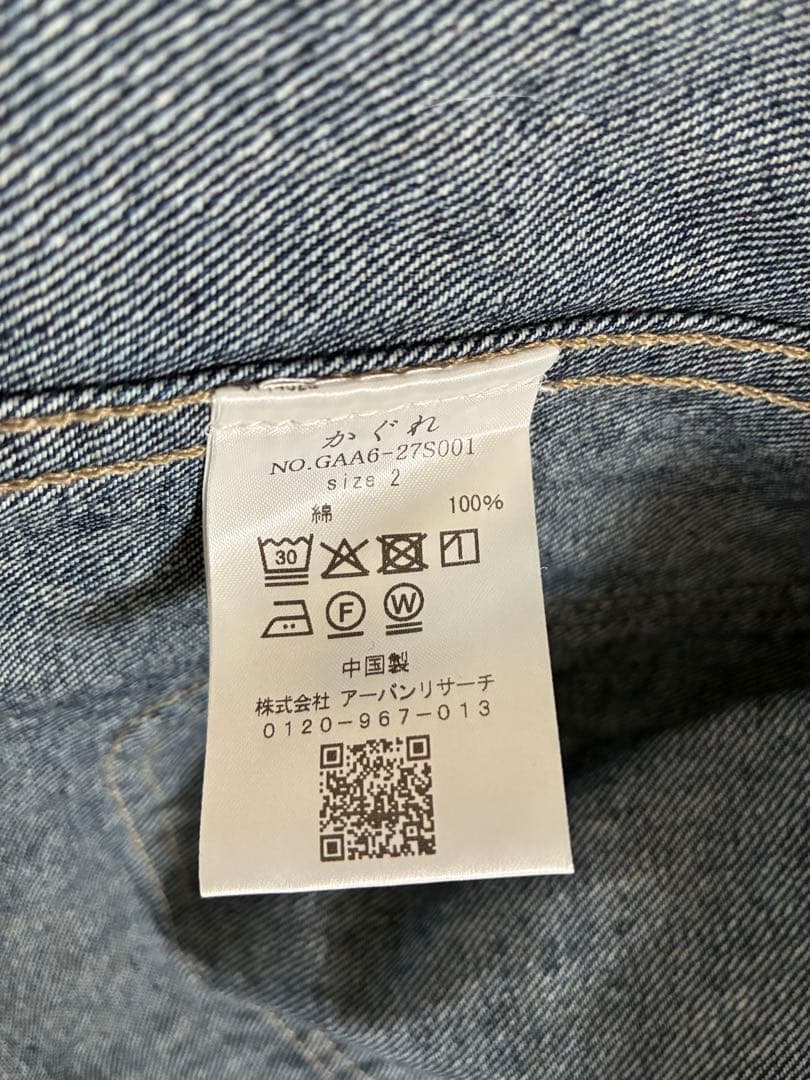 かぐれ
NO.GAA6-27S001
size 2
綿 100%
30
F W
中国製
株式会社 アーバンリサーチ
0120-967-013